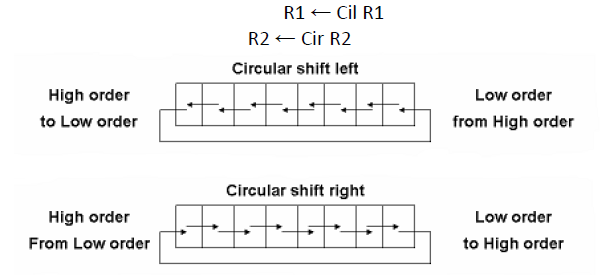 R1 ← Cil R1
R2 ← Cir R2
Circular shift left
High order
to Low order
Low order
from High order
Circular shift right
High order
From Low order
Low order
to High order